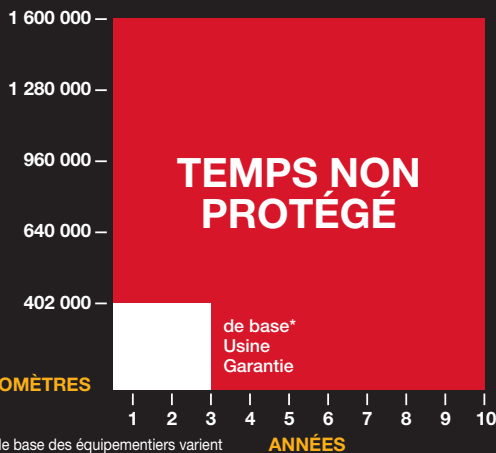 1 600 000
1 280 000
960 000
640 000
402 000
TEMPS NON
PROTÉGÉ
de base*
Usine
Garantie
OMÈTRES
1 2 3 4 5 6 7 8 9 10
de base des équipementiers varient
ANNÉES